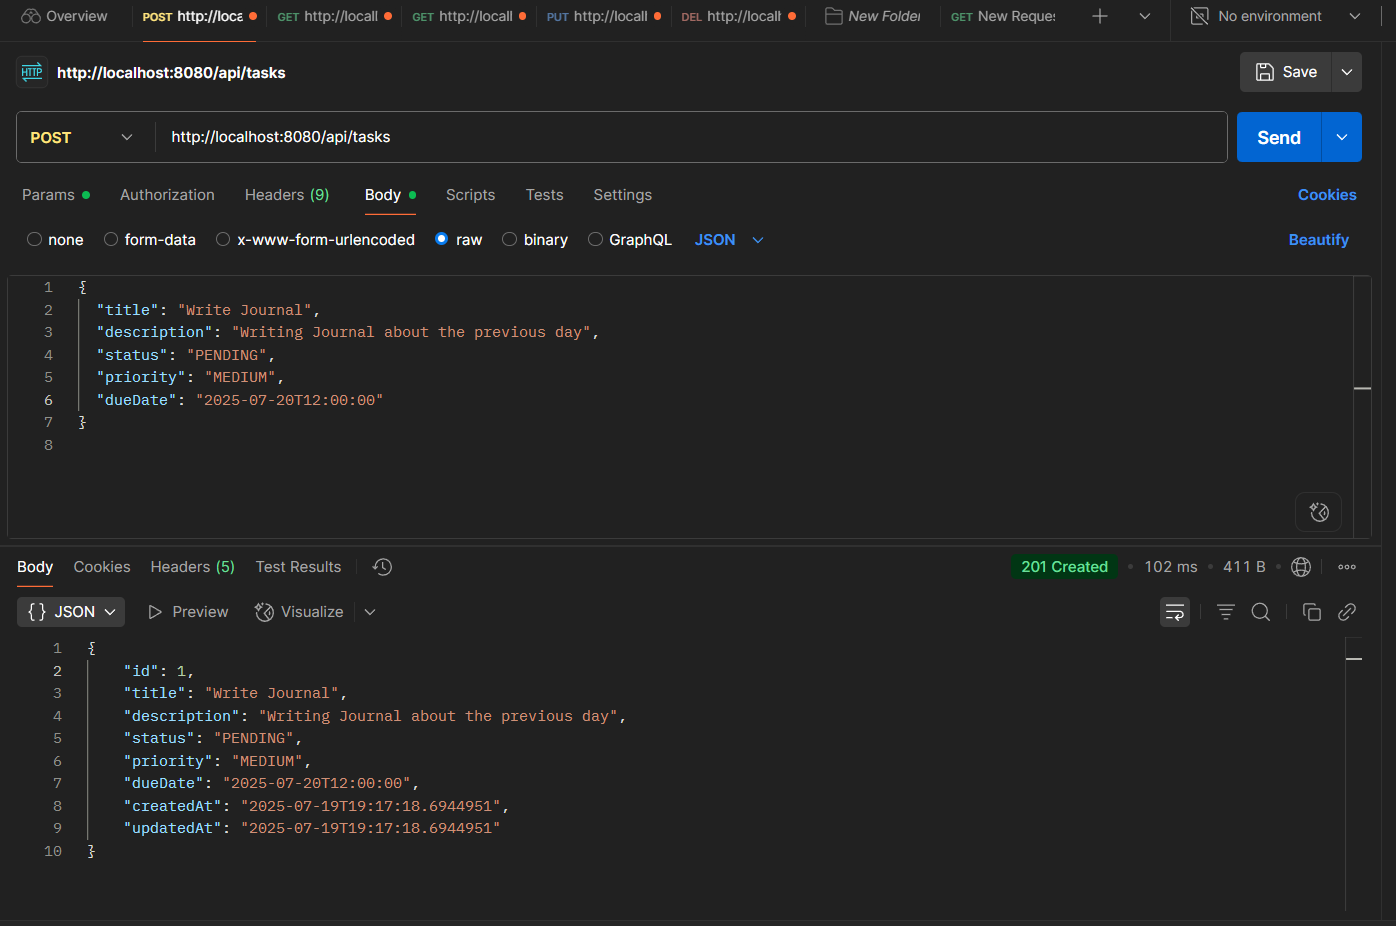 Overview POST http://loca GET http://locall GET http://locall PUT http://locall DEL http://locall New Folder GET New Reques No environment
HTTP http://localhost:8080/api/tasks Save
POST http://localhost:8080/api/tasks Send
Params Authorization Headers (9) Body Scripts Tests Settings Cookies
none form-data x-www-form-urlencoded raw binary GraphQL JSON Beautify
1 {
2 "title": "Write Journal",
3 "description": "Writing Journal about the previous day",
4 "status": "PENDING",
5 "priority": "MEDIUM",
6 "dueDate": "2025-07-20T12:00:00"
7 }
8
Body Cookies Headers (5) Test Results 201 Created 102 ms 411 B
{} JSON Preview Visualize
1 {
2 "id": 1,
3 "title": "Write Journal",
4 "description": "Writing Journal about the previous day",
5 "status": "PENDING",
6 "priority": "MEDIUM",
7 "dueDate": "2025-07-20T12:00:00",
8 "createdAt": "2025-07-19T19:17:18.6944951",
9 "updatedAt": "2025-07-19T19:17:18.6944951"
10 }